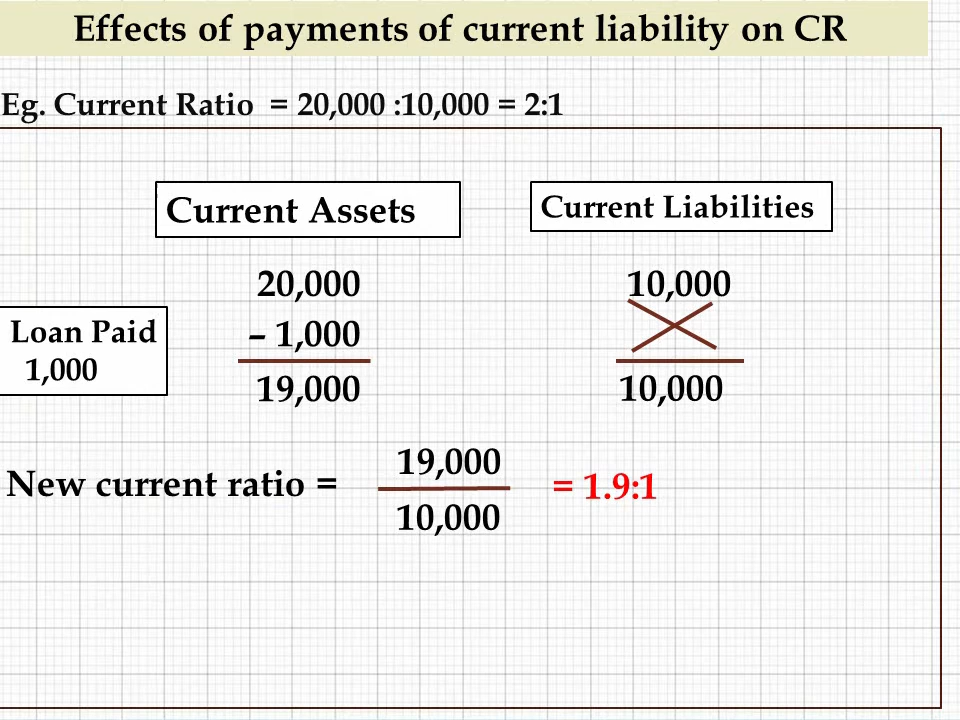 Effects of payments of current liability on CR
Eg. Current Ratio = 20,000 :10,000 = 2:1
Current Assets
Current Liabilities
20,000
10,000
Loan Paid
1,000
– 1,000
19,000
10,000
New current ratio =
19,000
10,000
= 1.9:1